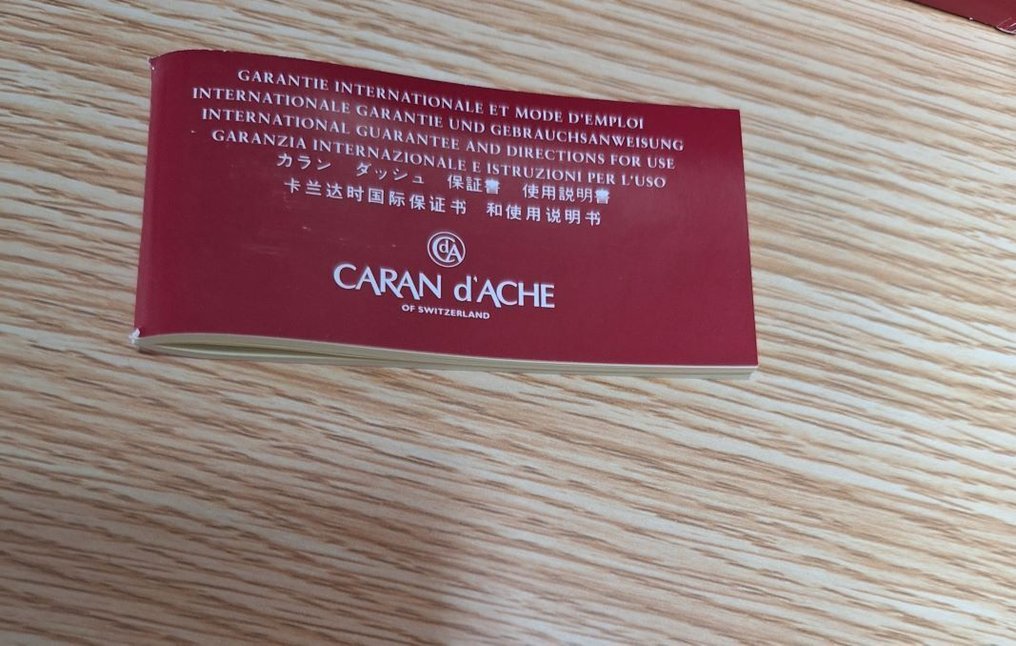 GARANTIE INTERNATIONALE ET MODE D'EMPLOI
INTERNATIONALE GARANTIE UND GEBRAUCHSANWEISUNG
INTERNATIONAL GUARANTEE AND DIRECTIONS FOR USE
GARANZIA INTERNAZIONALE E ISTRUZIONI PER L'USO
カラン ダッシュ 保証書 使用説明書
卡兰达时国际保证书 和使用说明书
CdA
CARAN d'ACHE
OF SWITZERLAND